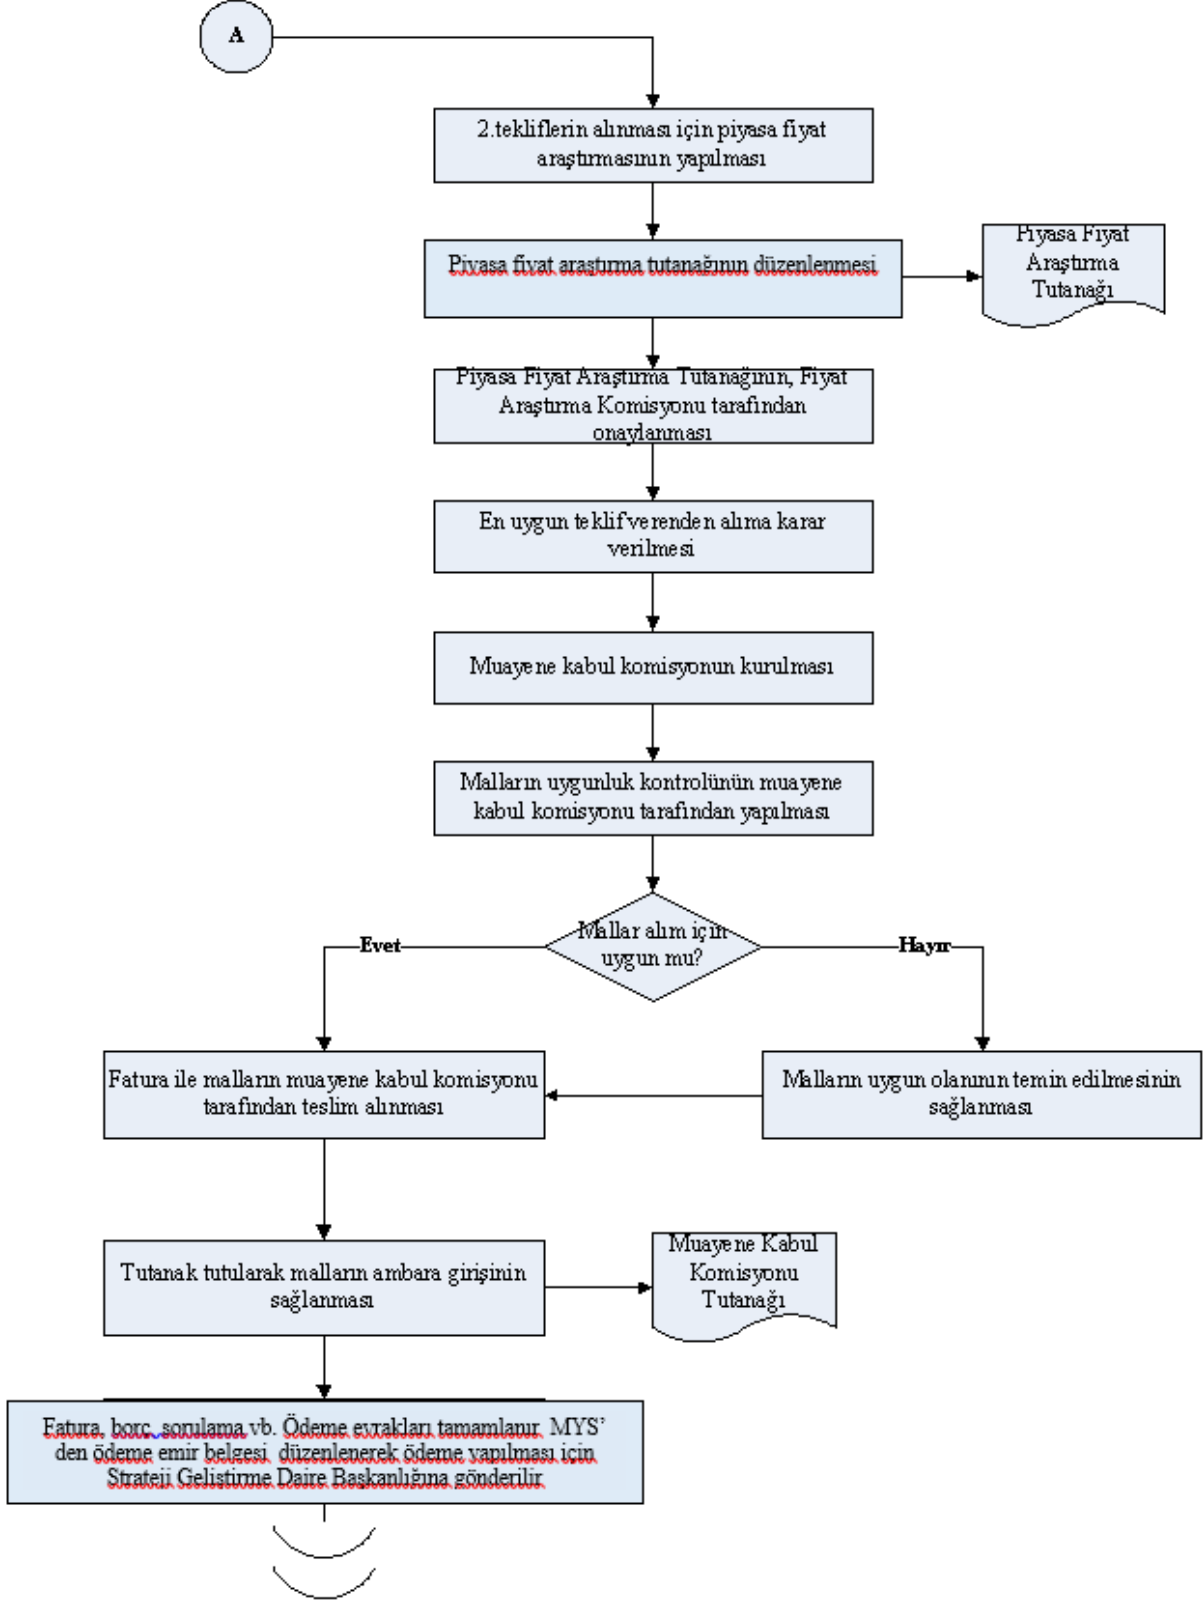 A
2.tekliflerin alınması için piyasa fiyat
araştırmasının yapılması
Piyasa fiyat araştırma tutanağının düzenlenmesi
Piyasa Fiyat
Araştırma
Tutanağı
Piyasa Fiyat Araştırma Tutanağının, Fiyat
Araştırma Komisyonu tarafından
onaylanması
En uygun teklif verenden alıma karar
verilmesi
Muayene kabul komisyonun kurulması
Malların uygunluk kontrolünün muayene
kabul komisyonu tarafından yapılması
Mallar alım için
uygun mu?
Evet
Hayır
Fatura ile malların muayene kabul komisyonu
tarafından teslim alınması
Malların uygun olanının temin edilmesinin
sağlanması
Tutanak tutularak malların ambara girişinin
sağlanması
Muayene Kabul
Komisyonu
Tutanağı
Fatura, borç, sorulama vb. Ödeme evrakları tamamlanır. MYS’
den ödeme emir belgesi düzenlenerek ödeme yapılması için
Strateji Geliştirme Daire Başkanlığına gönderilir